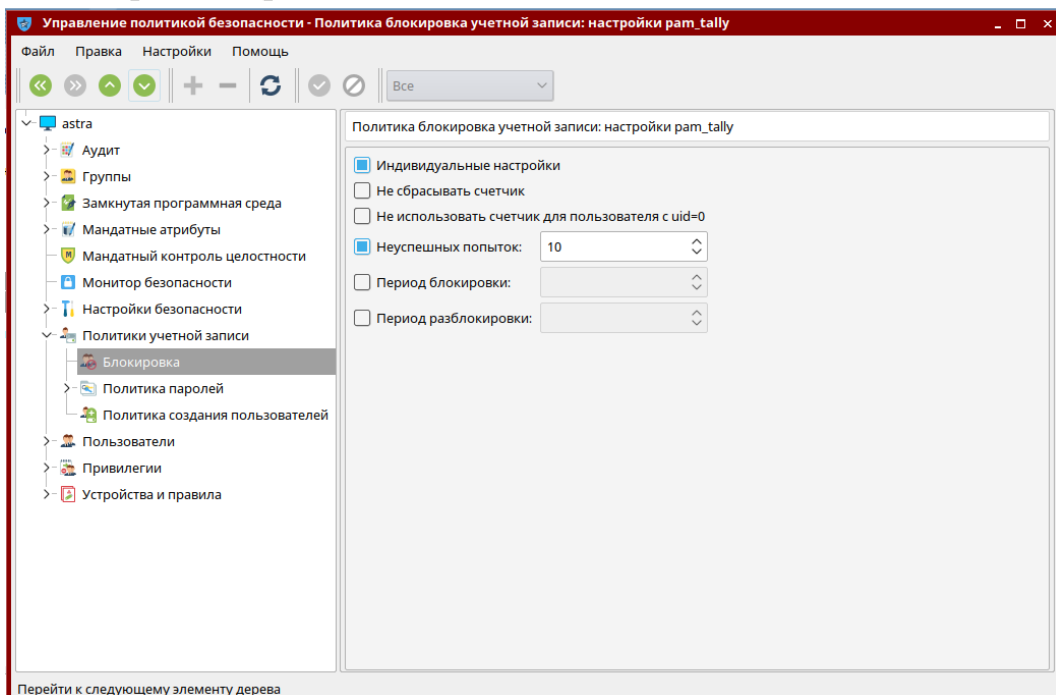 Управление политикой безопасности - Политика блокировка учетной записи: настройки pam_tally
Файл Правка Настройки Помощь
Все
astra
Аудит
Группы
Замкнутая программная среда
Мандатные атрибуты
Мандатный контроль целостности
Монитор безопасности
Настройки безопасности
Политики учетной записи
Блокировка
Политика паролей
Политика создания пользователей
Пользователи
Привилегии
Устройства и правила
Политика блокировка учетной записи: настройки pam_tally
Индивидуальные настройки
Не сбрасывать счетчик
Не использовать счетчик для пользователя с uid=0
Неуспешных попыток: 10
Период блокировки:
Период разблокировки:
Перейти к следующему элементу дерева